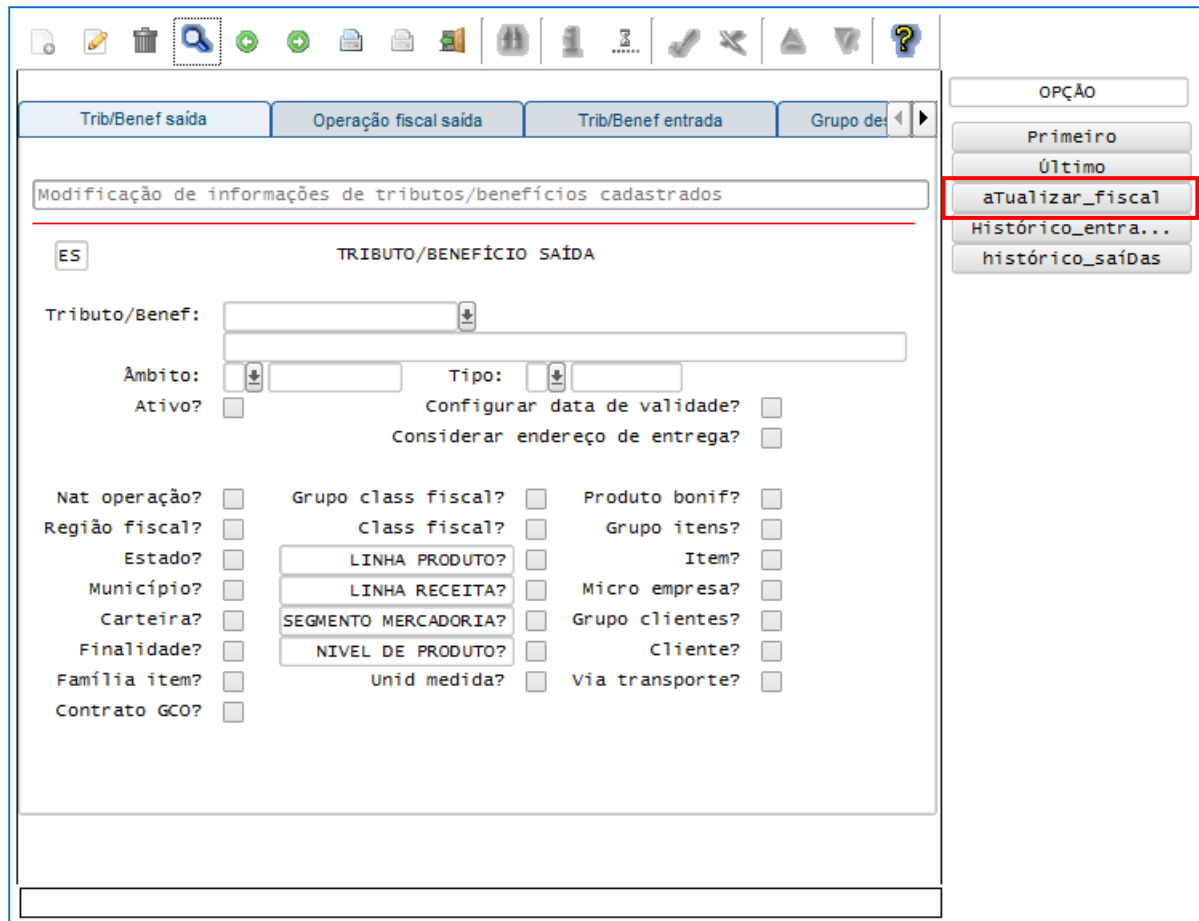 OPÇÃO
Trib/Benef saída Operação fiscal saída Trib/Benef entrada Grupo des
Primeiro
Último
Modificação de informações de tributos/benefícios cadastrados
aTualizar_fiscal
Histórico_entra...
histórico_saíDas
ES TRIBUTO/BENEFÍCIO SAÍDA
Tributo/Benef:
Âmbito: Tipo:
Ativo? Configurar data de validade?
Considerar endereço de entrega?
Nat operação? Grupo class fiscal? Produto bonif?
Região fiscal? Class fiscal? Grupo itens?
Estado? LINHA PRODUTO? Item?
Município? LINHA RECEITA? Micro empresa?
Carteira? SEGMENTO MERCADORIA? Grupo clientes?
Finalidade? NIVEL DE PRODUTO? Cliente?
Família item? Unid medida? Via transporte?
Contrato GCO?